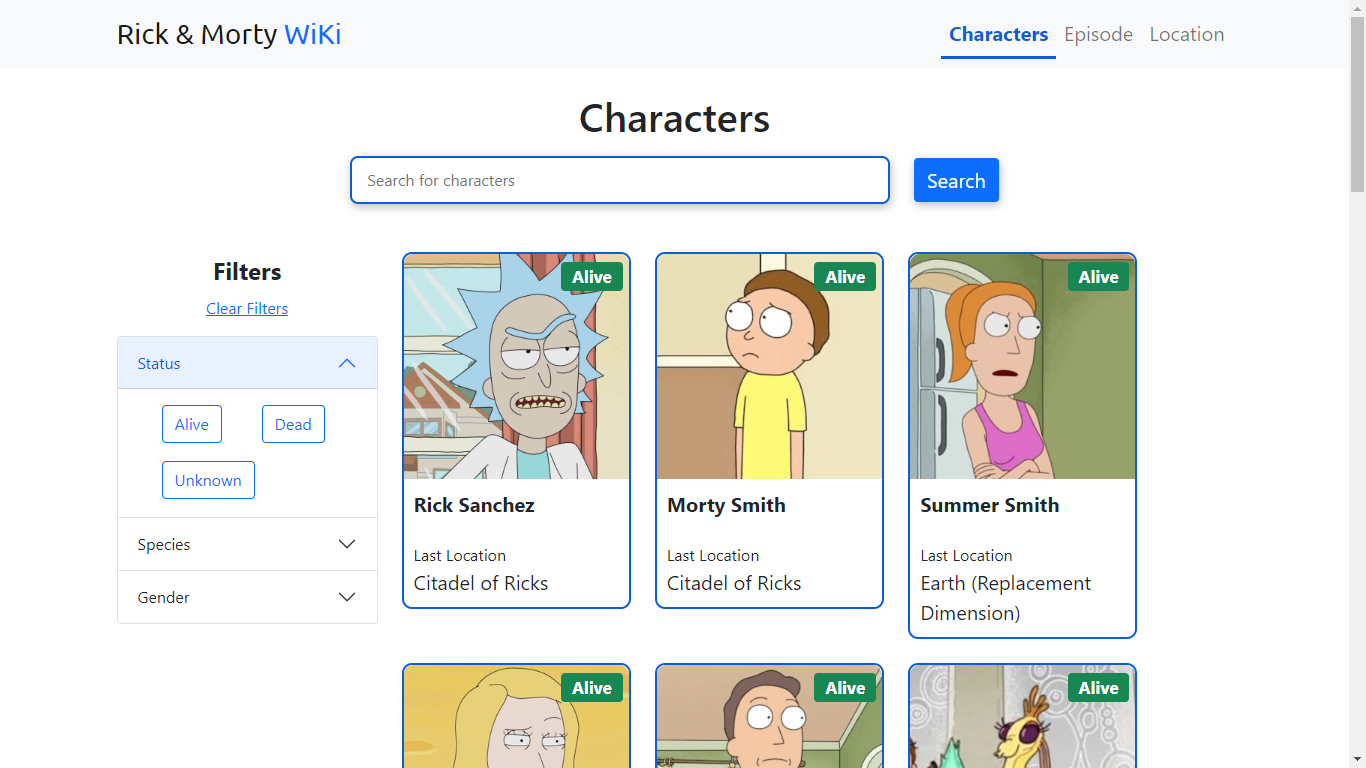 Rick & Morty WiKi
Characters Episode Location
Characters
Search for characters
Search
Filters
Clear Filters
Status
Alive
Dead
Unknown
Species
Gender
Alive
Rick Sanchez
Last Location
Citadel of Ricks
Alive
Morty Smith
Last Location
Citadel of Ricks
Alive
Summer Smith
Last Location
Earth (Replacement
Dimension)
Alive
Alive
Alive